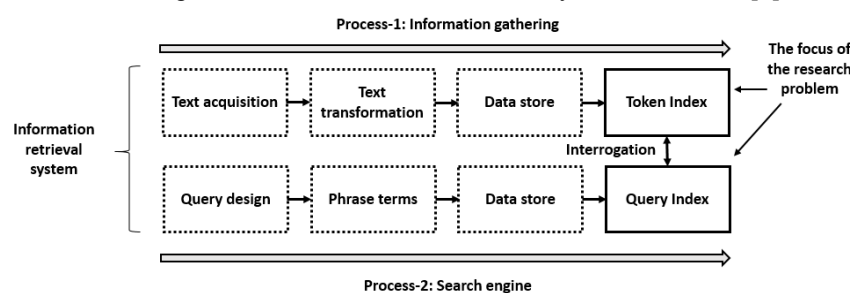 Process-1: Information gathering
The focus of
the research
problem
Text acquisition
Text
transformation
Data store
Token Index
Information
retrieval
system
Interrogation
Query design
Phrase terms
Data store
Query Index
Process-2: Search engine